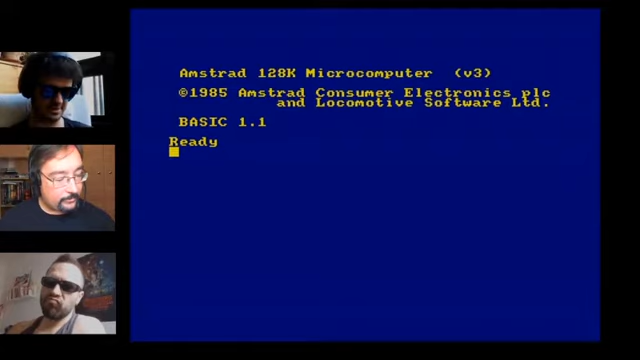 Amstrad 128K Microcomputer (v3)
©1985 Amstrad Consumer Electronics plc
and Locomotive Software Ltd.
BASIC 1.1
Ready